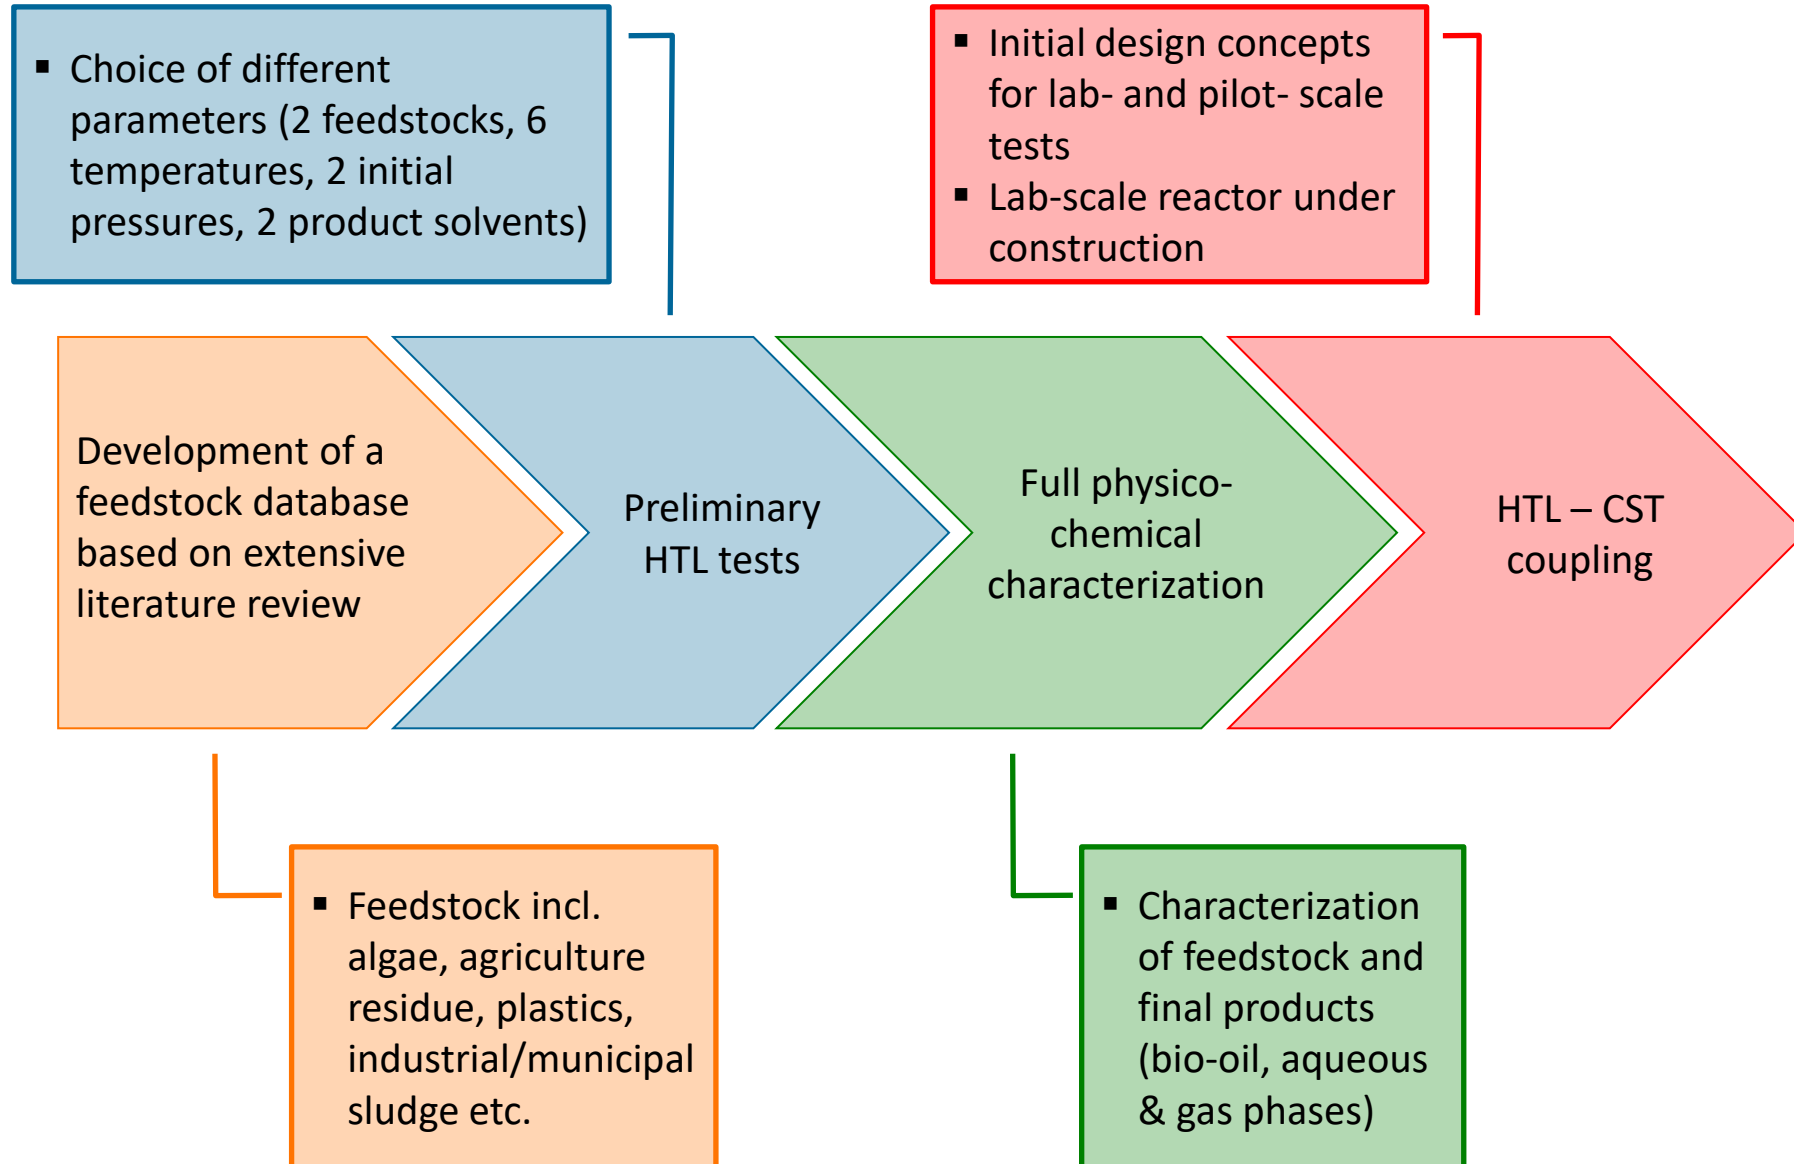 ▪ Choice of different
parameters (2 feedstocks, 6
temperatures, 2 initial
pressures, 2 product solvents)
▪ Initial design concepts
for lab- and pilot- scale
tests
▪ Lab-scale reactor under
construction
Development of a
feedstock database
based on extensive
literature review
Preliminary
HTL tests
Full physico-
chemical
characterization
HTL – CST
coupling
▪ Feedstock incl.
algae, agriculture
residue, plastics,
industrial/municipal
sludge etc.
▪ Characterization
of feedstock and
final products
(bio-oil, aqueous
& gas phases)